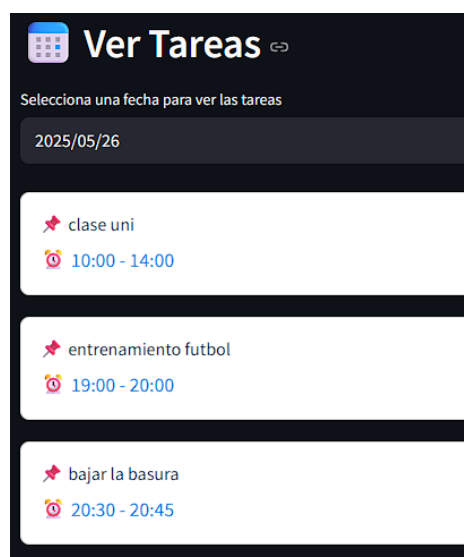 Ver Tareas
Selecciona una fecha para ver las tareas
2025/05/26
clase uni
10:00 - 14:00
entrenamiento futbol
19:00 - 20:00
bajar la basura
20:30 - 20:45